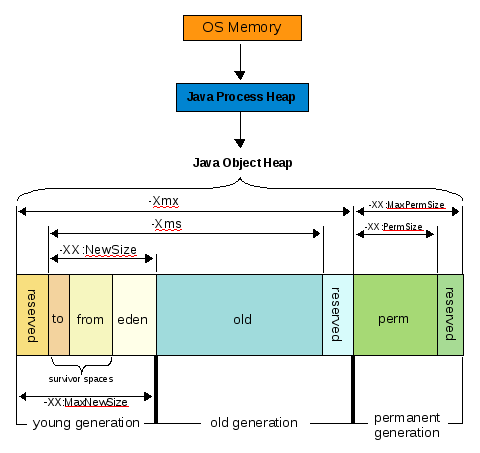 OS Memory
Java Process Heap
Java Object Heap
-Xmx
-XX:MaxPermSize
-Xms
-XX:PermSize
-XX:NewSize
reserved
to
from
eden
old
reserved
perm
reserved
survivor spaces
-XX:MaxNewSize
young generation
old generation
permanent
generation